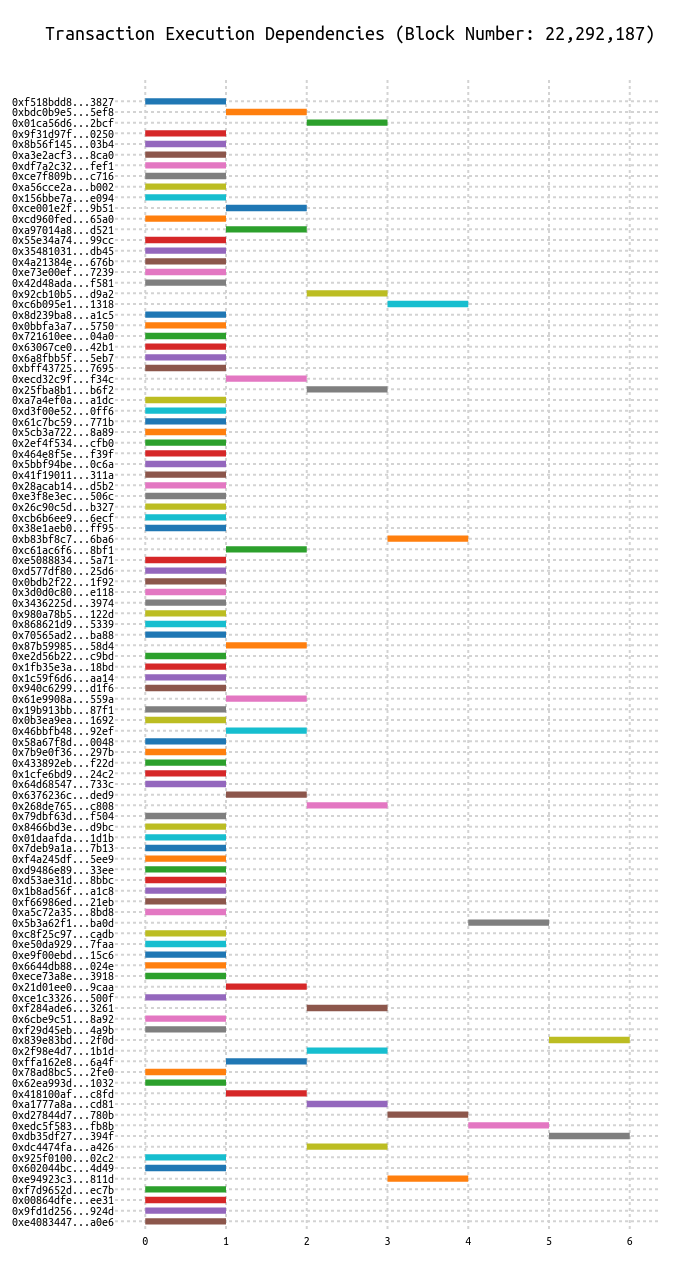 Transaction Execution Dependencies (Block Number: 22,292,187)
0xf518bdd8...3827
0xbdc0b9e5...5ef8
0x01ca56d6...2bcf
0x9f31d97f...0250
0x8b56f145...03b4
0xa3e2acf3...8ca0
0xdf7a2c32...fef1
0xce7f809b...c716
0xa56cce2a...b002
0x156bbe7a...e094
0xce001e2f...9b51
0xcd960fed...65a0
0xa97014a8...d521
0x55e34a74...99cc
0x35481031...db45
0x4a21384e...676b
0xe73e00ef...7239
0x42d48ada...f581
0x92cb10b5...d9a2
0xc6b095e1...1318
0x8d239ba8...a1c5
0x0bbfa3a7...5750
0x721610ee...04a0
0x63067ce0...42b1
0x6a8fbb5f...5eb7
0xbff43725...7695
0xecd32c9f...f34c
0x25fba8b1...b6f2
0xa7a4ef0a...a1dc
0xd3f00e52...0ff6
0x61c7bc59...771b
0x5cb3a722...8a89
0x2ef4f534...cfb0
0x464e8f5e...f39f
0x5bbf94be...0c6a
0x41f19011...311a
0x28acab14...d5b2
0xe3f8e3ec...506c
0x26c90c5d...b327
0xcb6b6ee9...6ecf
0x38e1aeb0...ff95
0xb83bf8c7...6ba6
0xc61ac6f6...8bf1
0xe5088834...5a71
0xd577df80...25d6
0x0bdb2f22...1f92
0x3d0d0c80...e118
0x3436225d...3974
0x980a78b5...122d
0x868621d9...5339
0x70565ad2...ba88
0x87b59985...58d4
0xe2d56b22...c9bd
0x1fb35e3a...18bd
0x1c59f6d6...aa14
0x940c6299...d1f6
0x61e9908a...559a
0x19b913bb...87f1
0x0b3ea9ea...1692
0x46bbfb48...92ef
0x58a67f8d...0048
0x7b9e0f36...297b
0x433892eb...f22d
0x1cfe6bd9...24c2
0x64d68547...733c
0x6376236c...ded9
0x268de765...c808
0x79dbf63d...f504
0x8466bd3e...d9bc
0x01daafda...1d1b
0x7deb9a1a...7b13
0xf4a245df...5ee9
0xd9486e89...33ee
0xd53ae31d...8bbc
0x1b8ad56f...a1c8
0xf66986ed...21eb
0xa5c72a35...8bd8
0x5b3a62f1...ba0d
0xc8f25c97...cadb
0xe50da929...7faa
0xe9f00ebd...15c6
0x6644db88...024e
0xece73a8e...3918
0x21d01ee0...9caa
0xce1c3326...500f
0xf284ade6...3261
0x6cbe9c51...8a92
0xf29d45eb...4a9b
0x839e83bd...2f0d
0x2f98e4d7...1b1d
0xffa162e8...6a4f
0x78ad8bc5...2fe0
0x62ea993d...1032
0x418100af...c8fd
0xa1777a8a...cd81
0xd27844d7...780b
0xedc5f583...fb8b
0xdb35df27...394f
0xdc4474fa...a426
0x925f0100...02c2
0x602044bc...4d49
0xe94923c3...811d
0xf7d9652d...ec7b
0x00864dfe...ee31
0x9fd1d256...924d
0xe4083447...a0e6
0 1 2 3 4 5 6